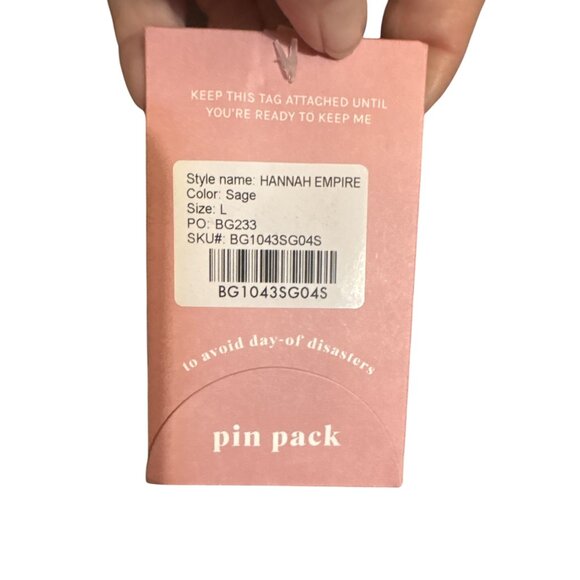 KEEP THIS TAG ATTACHED UNTIL
YOU'RE READY TO KEEP ME
Style name: HANNAH EMPIRE
Color: Sage
Size: L
PO: BG233
SKU#: BG1043SG04S
BG1043SG04S
to avoid day-of disasters
pin pack